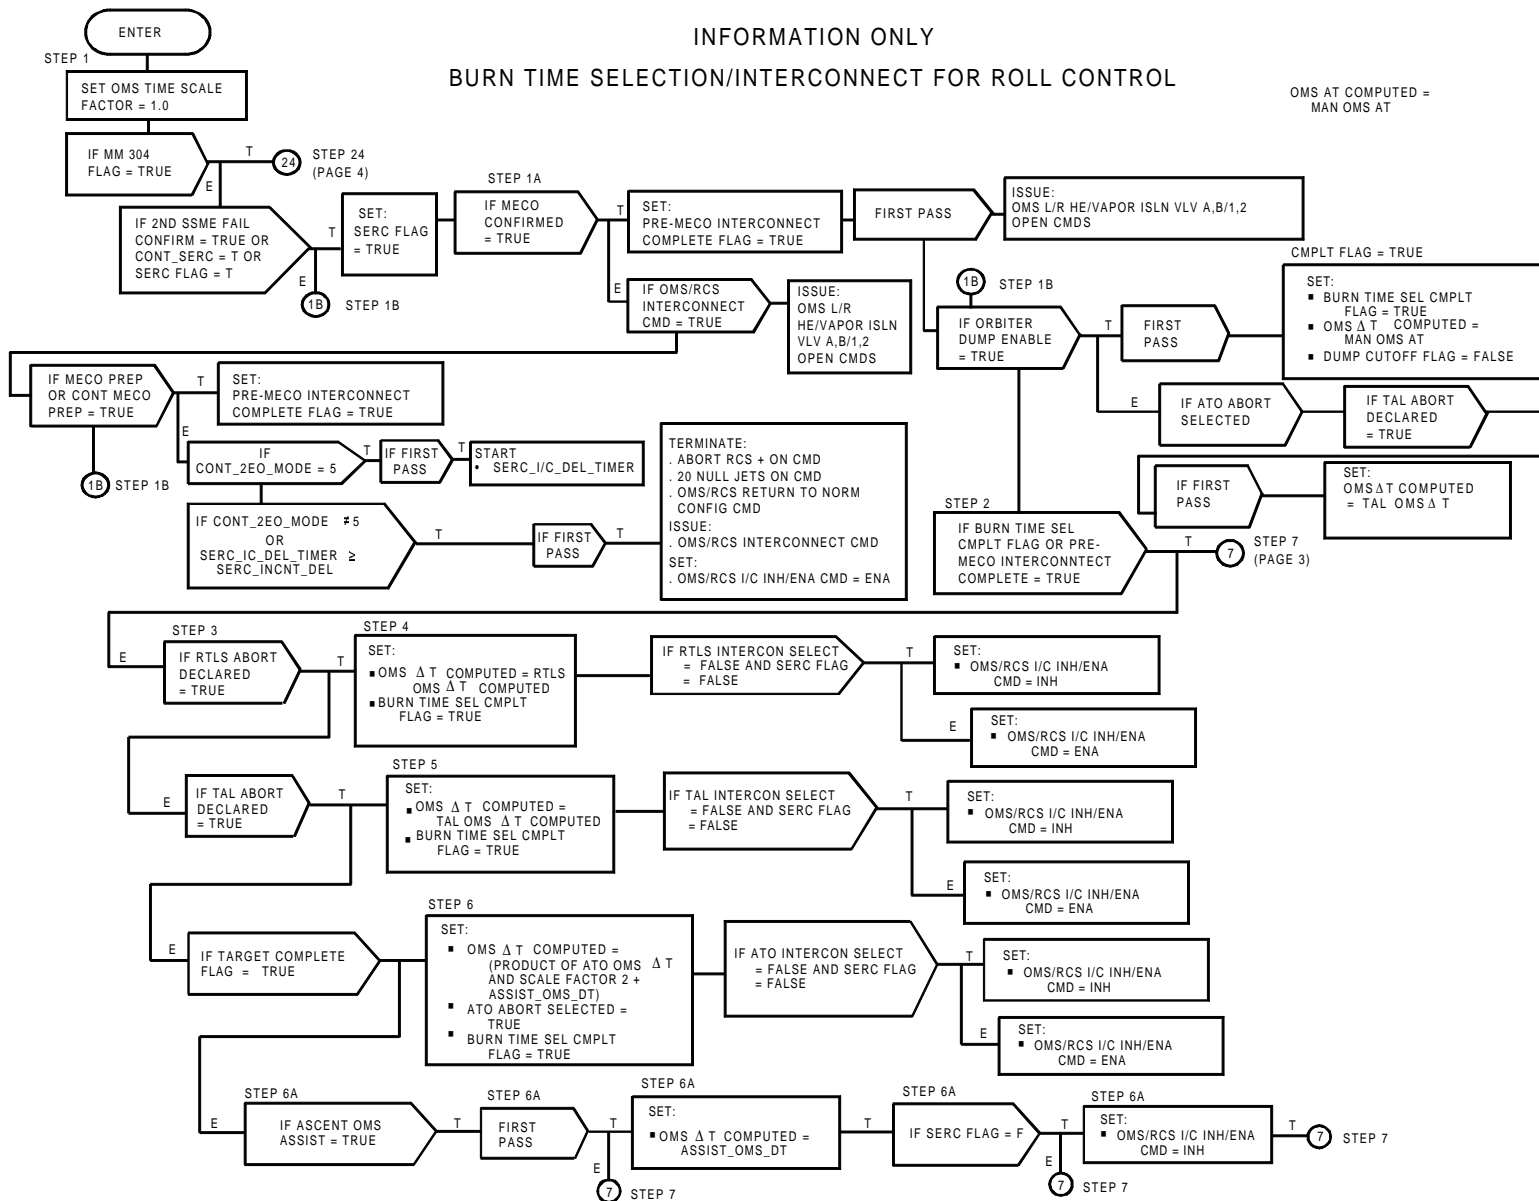 INFORMATION ONLY
BURN TIME SELECTION/INTERCONNECT FOR ROLL CONTROL
OMS AT COMPUTED =
MAN OMS AT
ENTER
STEP 1
SET OMS TIME SCALE
FACTOR = 1.0
IF MM 304
FLAG = TRUE
T
24
STEP 24
(PAGE 4)
E
IF 2ND SSME FAIL
CONFIRM = TRUE OR
CONT_SERC = T OR
SERC FLAG = T
T
E
1B
STEP 1B
SET:
SERC FLAG
= TRUE
STEP 1A
IF MECO
CONFIRMED
= TRUE
T
SET:
PRE-MECO INTERCONNECT
COMPLETE FLAG = TRUE
FIRST PASS
ISSUE:
OMS L/R HE/VAPOR ISLN VLV A,B/1,2
OPEN CMDS
E
IF OMS/RCS
INTERCONNECT
CMD = TRUE
ISSUE:
OMS L/R
HE/VAPOR ISLN
VLV A,B/1,2
OPEN CMDS
1B
STEP 1B
IF ORBITER
DUMP ENABLE
= TRUE
T
FIRST
PASS
CMPLT FLAG = TRUE
SET:
▪ BURN TIME SEL CMPLT
FLAG = TRUE
▪ OMS Δ T COMPUTED =
MAN OMS AT
▪ DUMP CUTOFF FLAG = FALSE
E
IF ATO ABORT
SELECTED
IF TAL ABORT
DECLARED
= TRUE
IF FIRST
PASS
SET:
OMS Δ T COMPUTED
= TAL OMS Δ T
IF MECO PREP
OR CONT MECO
PREP = TRUE
T
SET:
PRE-MECO INTERCONNECT
COMPLETE FLAG = TRUE
E
1B
STEP 1B
IF
CONT_2EO_MODE = 5
T
IF FIRST
PASS
T
START
• SERC_I/C_DEL_TIMER
IF CONT_2EO_MODE ≠ 5
OR
SERC_IC_DEL_TIMER ≥
SERC_INCNT_DEL
T
IF FIRST
PASS
T
TERMINATE:
. ABORT RCS + ON CMD
. 20 NULL JETS ON CMD
. OMS/RCS RETURN TO NORM
CONFIG CMD
ISSUE:
. OMS/RCS INTERCONNECT CMD
SET:
. OMS/RCS I/C INH/ENA CMD = ENA
STEP 2
IF BURN TIME SEL
CMPLT FLAG OR PRE-
MECO INTERCONNTECT
COMPLETE = TRUE
T
7
STEP 7
(PAGE 3)
E
STEP 3
IF RTLS ABORT
DECLARED
= TRUE
T
STEP 4
SET:
▪ OMS Δ T COMPUTED = RTLS
OMS Δ T COMPUTED
▪ BURN TIME SEL CMPLT
FLAG = TRUE
IF RTLS INTERCON SELECT
= FALSE AND SERC FLAG
= FALSE
T
SET:
▪ OMS/RCS I/C INH/ENA
CMD = INH
E
SET:
▪ OMS/RCS I/C INH/ENA
CMD = ENA
E
IF TAL ABORT
DECLARED
= TRUE
T
STEP 5
SET:
▪ OMS Δ T COMPUTED =
TAL OMS Δ T COMPUTED
▪ BURN TIME SEL CMPLT
FLAG = TRUE
IF TAL INTERCON SELECT
= FALSE AND SERC FLAG
= FALSE
T
SET:
▪ OMS/RCS I/C INH/ENA
CMD = INH
E
SET:
▪ OMS/RCS I/C INH/ENA
CMD = ENA
E
IF TARGET COMPLETE
FLAG = TRUE
STEP 6
SET:
▪ OMS Δ T COMPUTED =
(PRODUCT OF ATO OMS Δ T
AND SCALE FACTOR 2 +
ASSIST_OMS_DT)
▪ ATO ABORT SELECTED =
TRUE
▪ BURN TIME SEL CMPLT
FLAG = TRUE
IF ATO INTERCON SELECT
= FALSE AND SERC FLAG
= FALSE
T
SET:
▪ OMS/RCS I/C INH/ENA
CMD = INH
E
SET:
▪ OMS/RCS I/C INH/ENA
CMD = ENA
E
STEP 6A
IF ASCENT OMS
ASSIST = TRUE
T
STEP 6A
FIRST
PASS
T
E
7
STEP 7
STEP 6A
SET:
▪ OMS Δ T COMPUTED =
ASSIST_OMS_DT
T
IF SERC FLAG = F
T
E
7
STEP 7
STEP 6A
SET:
▪ OMS/RCS I/C INH/ENA
CMD = INH
T
7
STEP 7